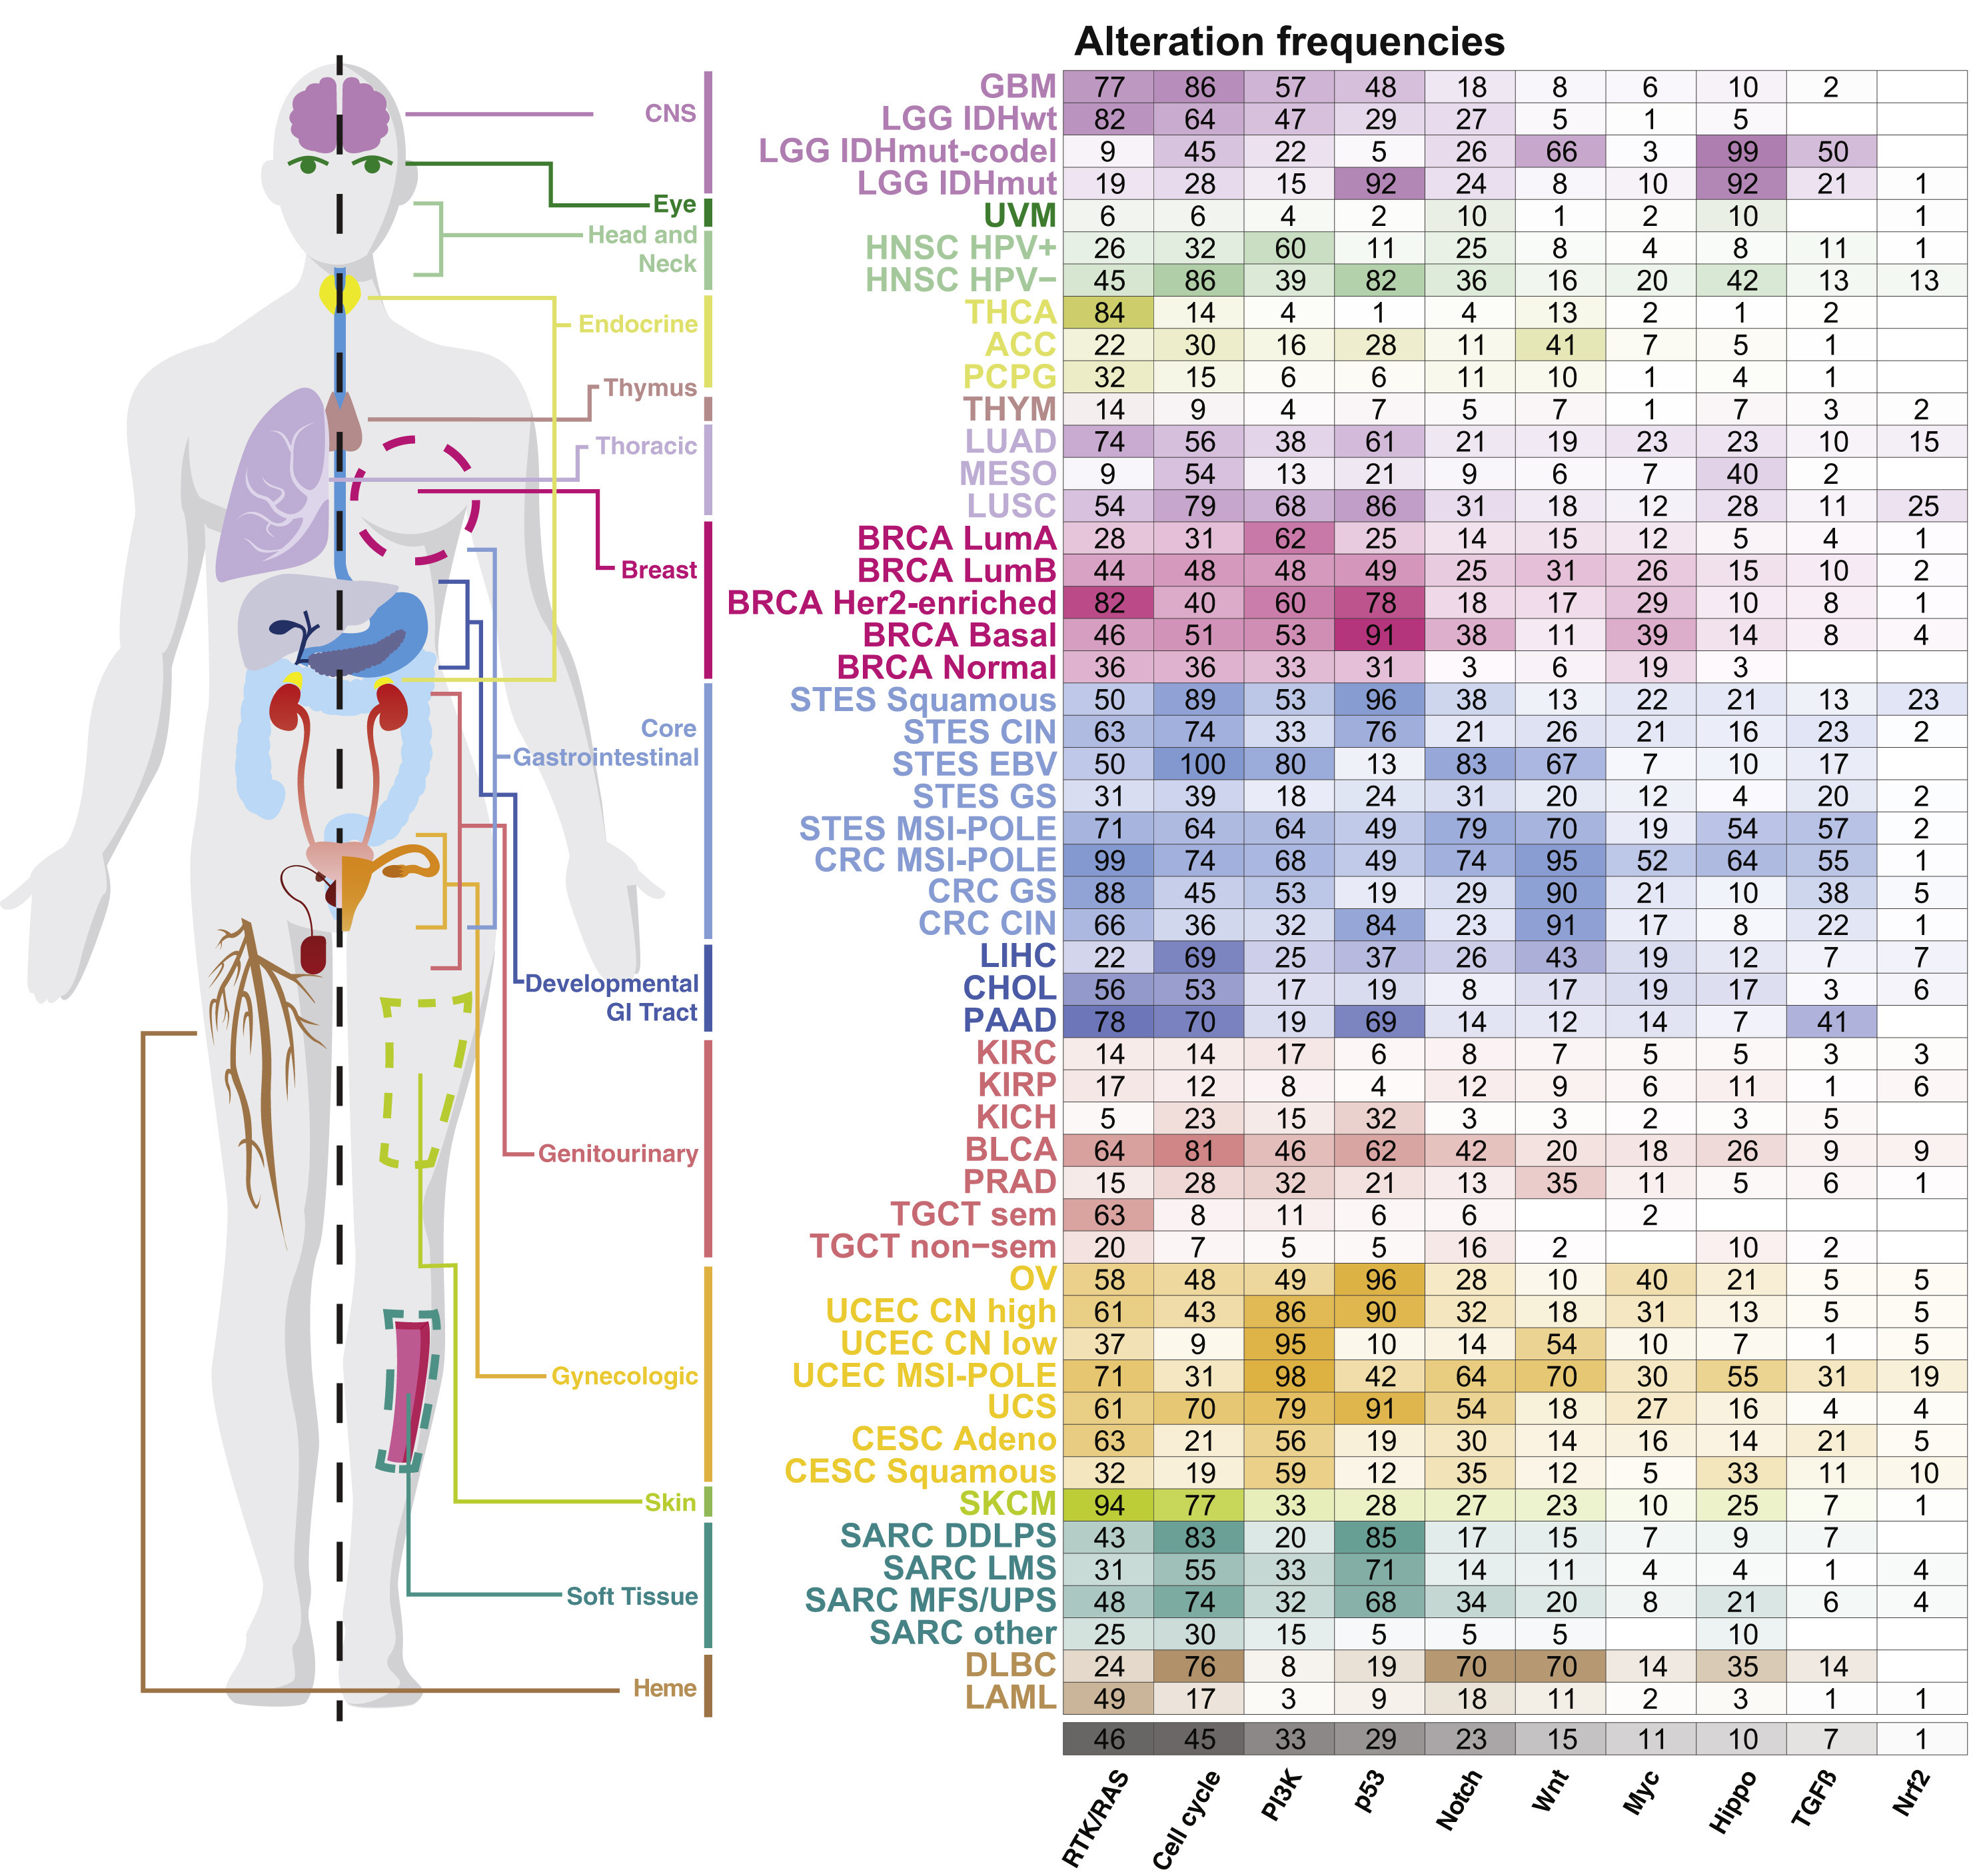 Alteration frequencies
CNS
Eye
Head and
Neck
Endocrine
Thymus
Thoracic
Breast
Core
Gastrointestinal
Developmental
GI Tract
Genitourinary
Gynecologic
Skin
Soft Tissue
Heme
GBM 77 86 57 48 18 8 6 10 2
LGG IDHwt 82 64 47 29 27 5 1 5
LGG IDHmut-codel 9 45 22 5 26 66 3 99 50
LGG IDHmut 19 28 15 92 24 8 10 92 21 1
UVM 6 6 4 2 10 1 2 10 1
HNSC HPV+ 26 32 60 11 25 8 4 8 11 1
HNSC HPV− 45 86 39 82 36 16 20 42 13 13
THCA 84 14 4 1 4 13 2 1 2
ACC 22 30 16 28 11 41 7 5 1
PCPG 32 15 6 6 11 10 1 4 1
THYM 14 9 4 7 5 7 1 7 3 2
LUAD 74 56 38 61 21 19 23 23 10 15
MESO 9 54 13 21 9 6 7 40 2
LUSC 54 79 68 86 31 18 12 28 11 25
BRCA LumA 28 31 62 25 14 15 12 5 4 1
BRCA LumB 44 48 48 49 25 31 26 15 10 2
BRCA Her2-enriched 82 40 60 78 18 17 29 10 8 1
BRCA Basal 46 51 53 91 38 11 39 14 8 4
BRCA Normal 36 36 33 31 3 6 19 3
STES Squamous 50 89 53 96 38 13 22 21 13 23
STES CIN 63 74 33 76 21 26 21 16 23 2
STES EBV 50 100 80 13 83 67 7 10 17
STES GS 31 39 18 24 31 20 12 4 20 2
STES MSI-POLE 71 64 64 49 79 70 19 54 57 2
CRC MSI-POLE 99 74 68 49 74 95 52 64 55 1
CRC GS 88 45 53 19 29 90 21 10 38 5
CRC CIN 66 36 32 84 23 91 17 8 22 1
LIHC 22 69 25 37 26 43 19 12 7 7
CHOL 56 53 17 19 8 17 19 17 3 6
PAAD 78 70 19 69 14 12 14 7 41
KIRC 14 14 17 6 8 7 5 5 3 3
KIRP 17 12 8 4 12 9 6 11 1 6
KICH 5 23 15 32 3 3 2 3 5
BLCA 64 81 46 62 42 20 18 26 9 9
PRAD 15 28 32 21 13 35 11 5 6 1
TGCT sem 63 8 11 6 6 2
TGCT non−sem 20 7 5 5 16 2 10 2
OV 58 48 49 96 28 10 40 21 5 5
UCEC CN high 61 43 86 90 32 18 31 13 5 5
UCEC CN low 37 9 95 10 14 54 10 7 1 5
UCEC MSI-POLE 71 31 98 42 64 70 30 55 31 19
UCS 61 70 79 91 54 18 27 16 4 4
CESC Adeno 63 21 56 19 30 14 16 14 21 5
CESC Squamous 32 19 59 12 35 12 5 33 11 10
SKCM 94 77 33 28 27 23 10 25 7 1
SARC DDLPS 43 83 20 85 17 15 7 9 7
SARC LMS 31 55 33 71 14 11 4 4 1 4
SARC MFS/UPS 48 74 32 68 34 20 8 21 6 4
SARC other 25 30 15 5 5 5 10
DLBC 24 76 8 19 70 70 14 35 14
LAML 49 17 3 9 18 11 2 3 1 1
46 45 33 29 23 15 11 10 7 1
RTK/RAS Cell cycle PI3K p53 Notch Wnt Myc Hippo TGFß Nrf2